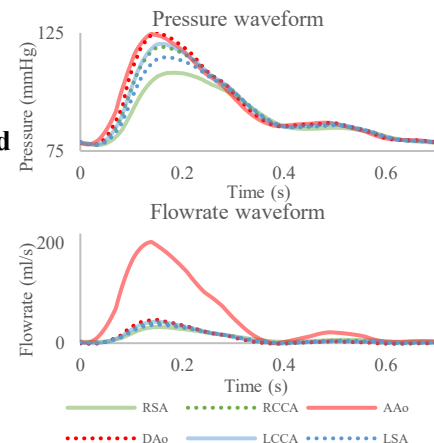 Pressure waveform
125
Pressure (mmHg)
d
75
0
0.2
0.4
0.6
Time (s)
Flowrate waveform
200
Flowrate (ml/s)
0
0
0.2
0.4
0.6
Time (s)
RSA
RCCA
AAo
DAo
LCCA
LSA